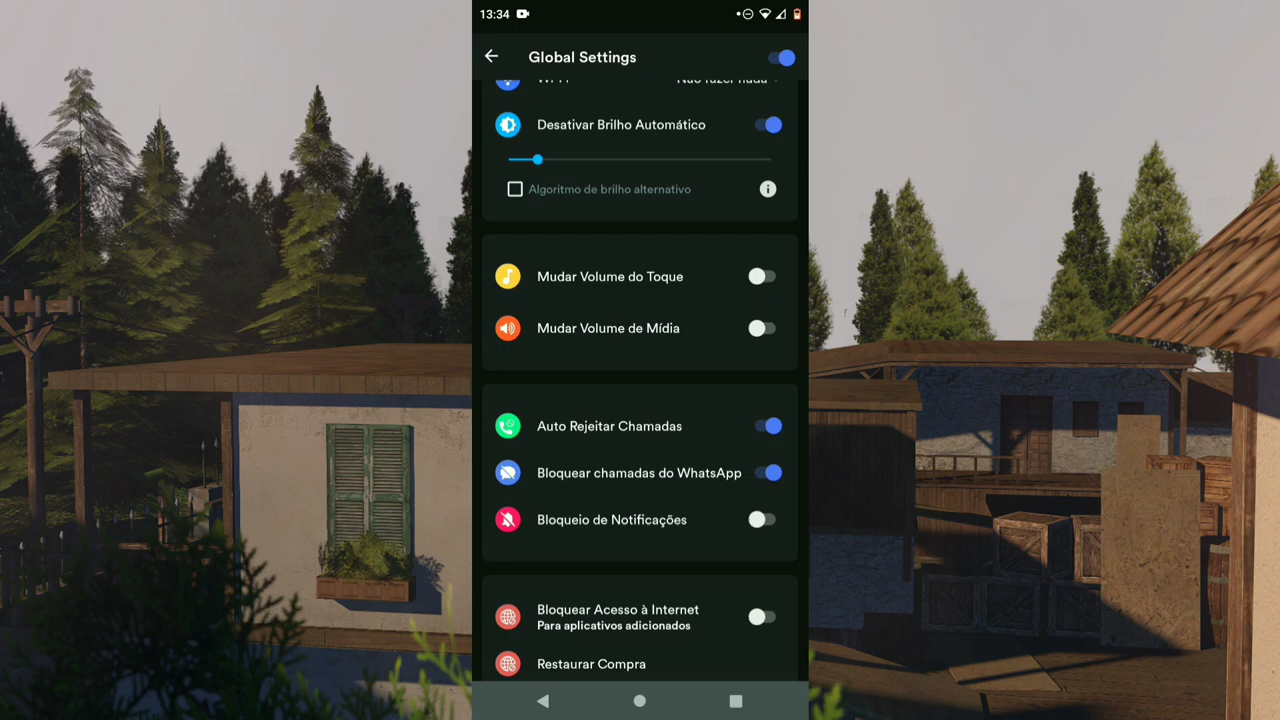 13:34
Global Settings
Desativar Brilho Automático
Algoritmo de brilho alternativo
Mudar Volume do Toque
Mudar Volume de Mídia
Auto Rejeitar Chamadas
Bloquear chamadas do WhatsApp
Bloqueio de Notificações
Bloquear Acesso à Internet
Para aplicativos adicionados
Restaurar Compra